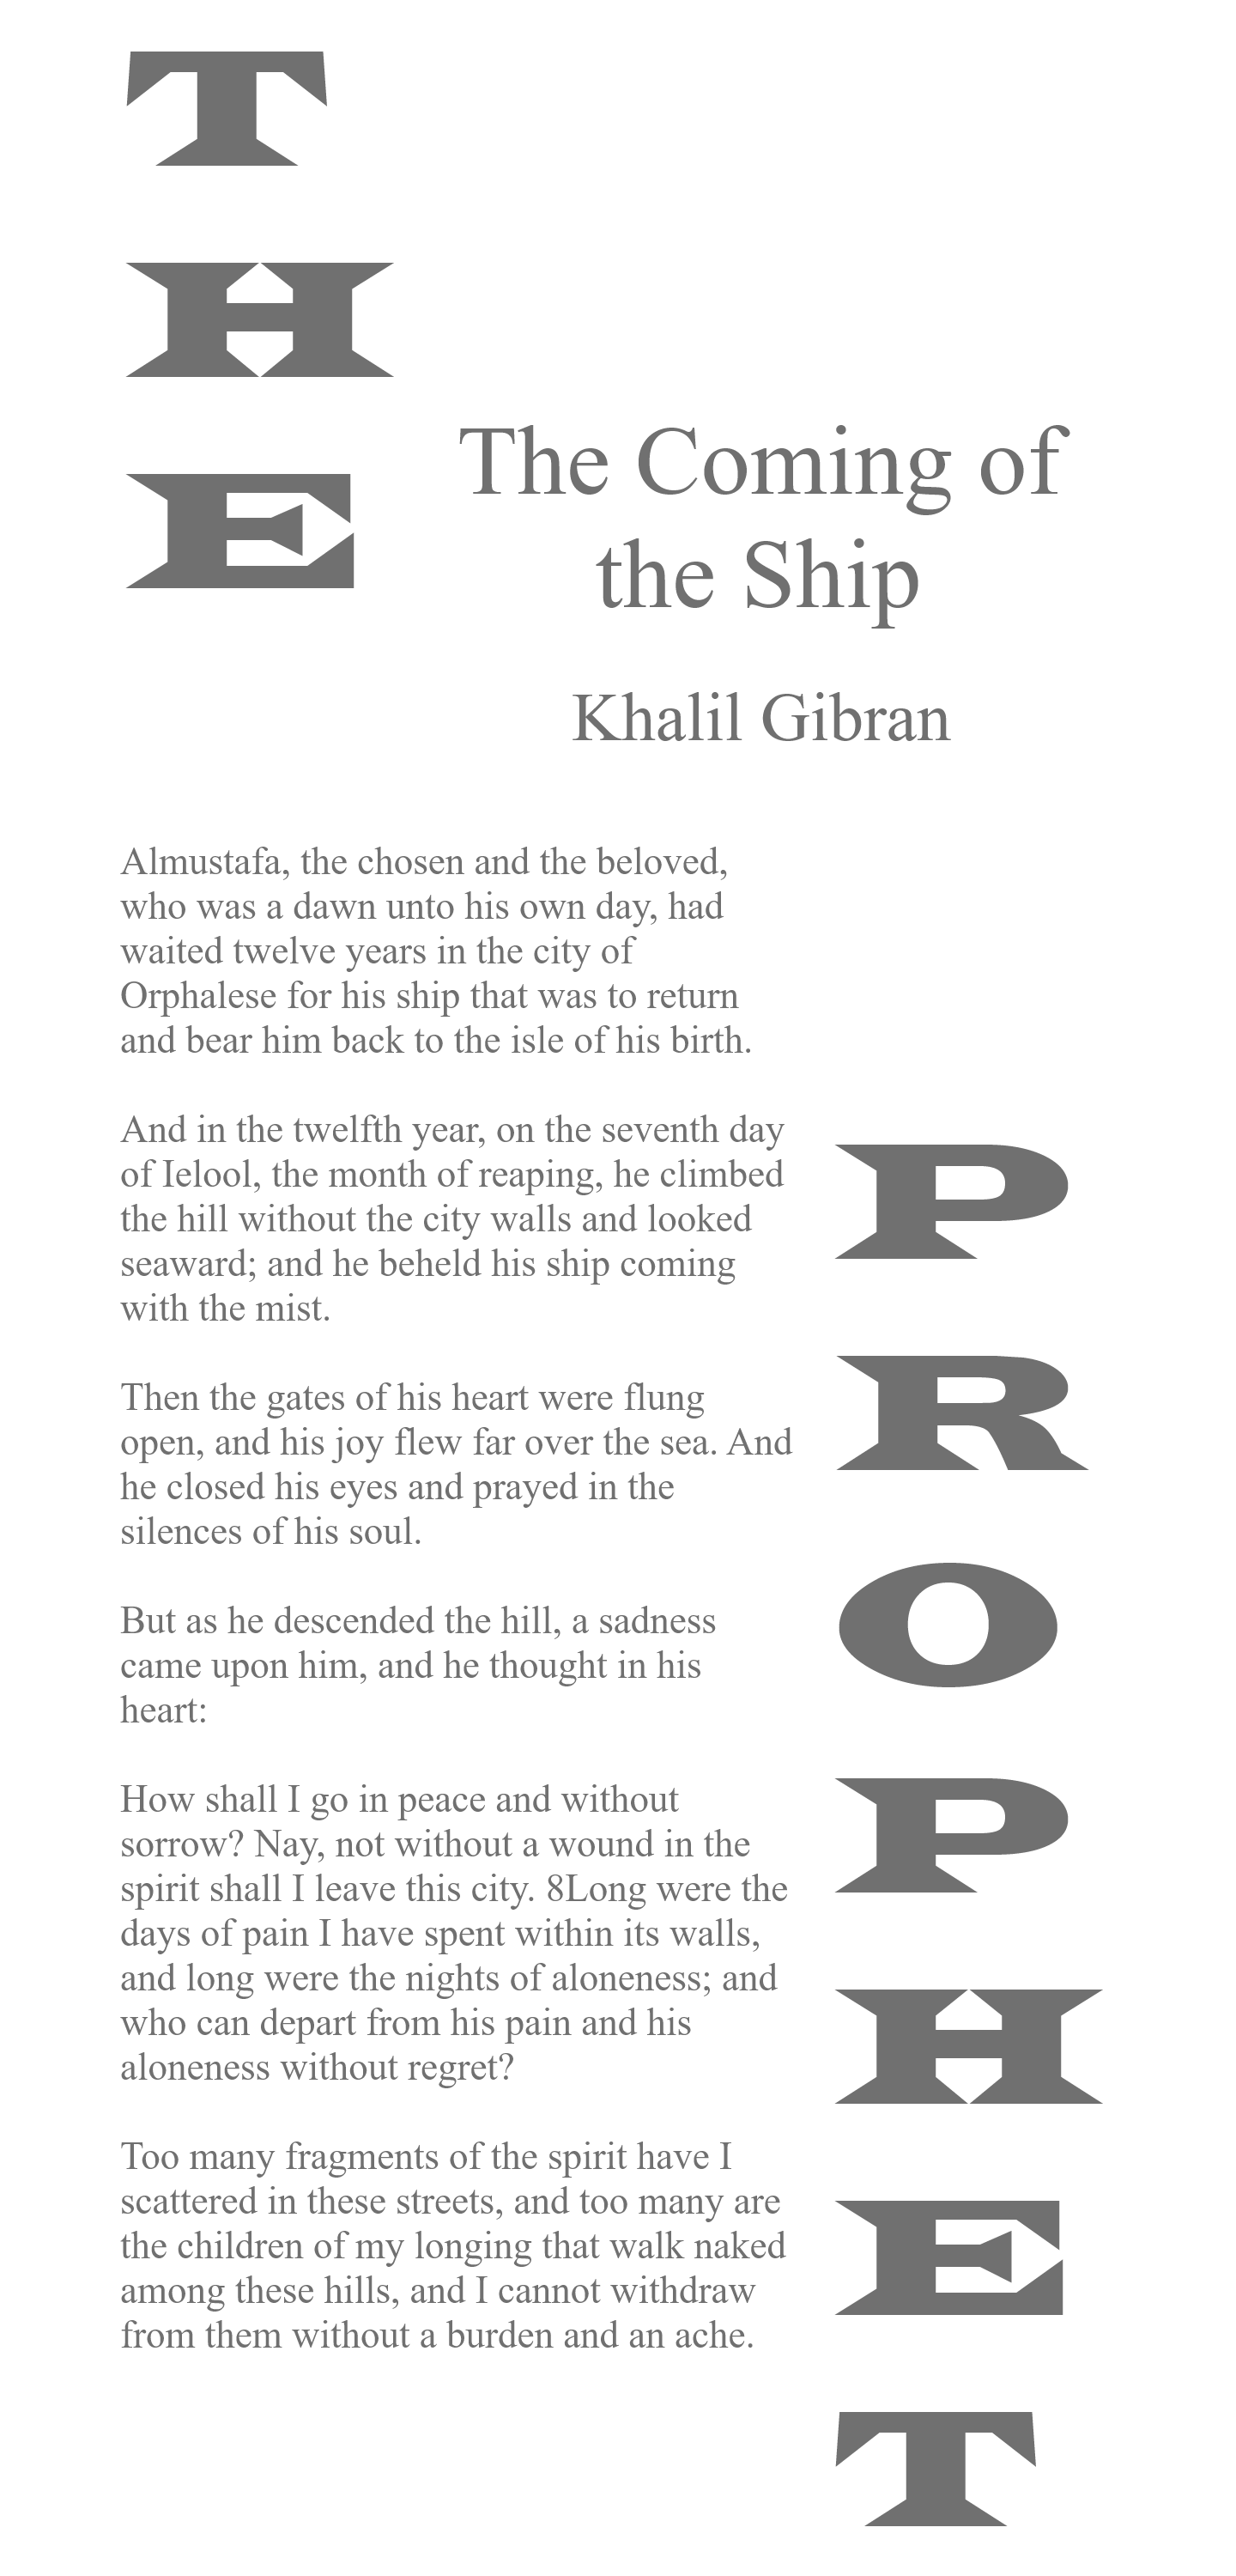 T
H
E
The Coming of
the Ship
Khalil Gibran
Almustafa, the chosen and the beloved,
who was a dawn unto his own day, had
waited twelve years in the city of
Orphalese for his ship that was to return
and bear him back to the isle of his birth.
And in the twelfth year, on the seventh day
of Ielool, the month of reaping, he climbed
the hill without the city walls and looked
seaward; and he beheld his ship coming
with the mist.
Then the gates of his heart were flung
open, and his joy flew far over the sea. And
he closed his eyes and prayed in the
silences of his soul.
But as he descended the hill, a sadness
came upon him, and he thought in his
heart:
How shall I go in peace and without
sorrow? Nay, not without a wound in the
spirit shall I leave this city. 8Long were the
days of pain I have spent within its walls,
and long were the nights of aloneness; and
who can depart from his pain and his
aloneness without regret?
Too many fragments of the spirit have I
scattered in these streets, and too many are
the children of my longing that walk naked
among these hills, and I cannot withdraw
from them without a burden and an ache.
P
R
O
P
H
E
T